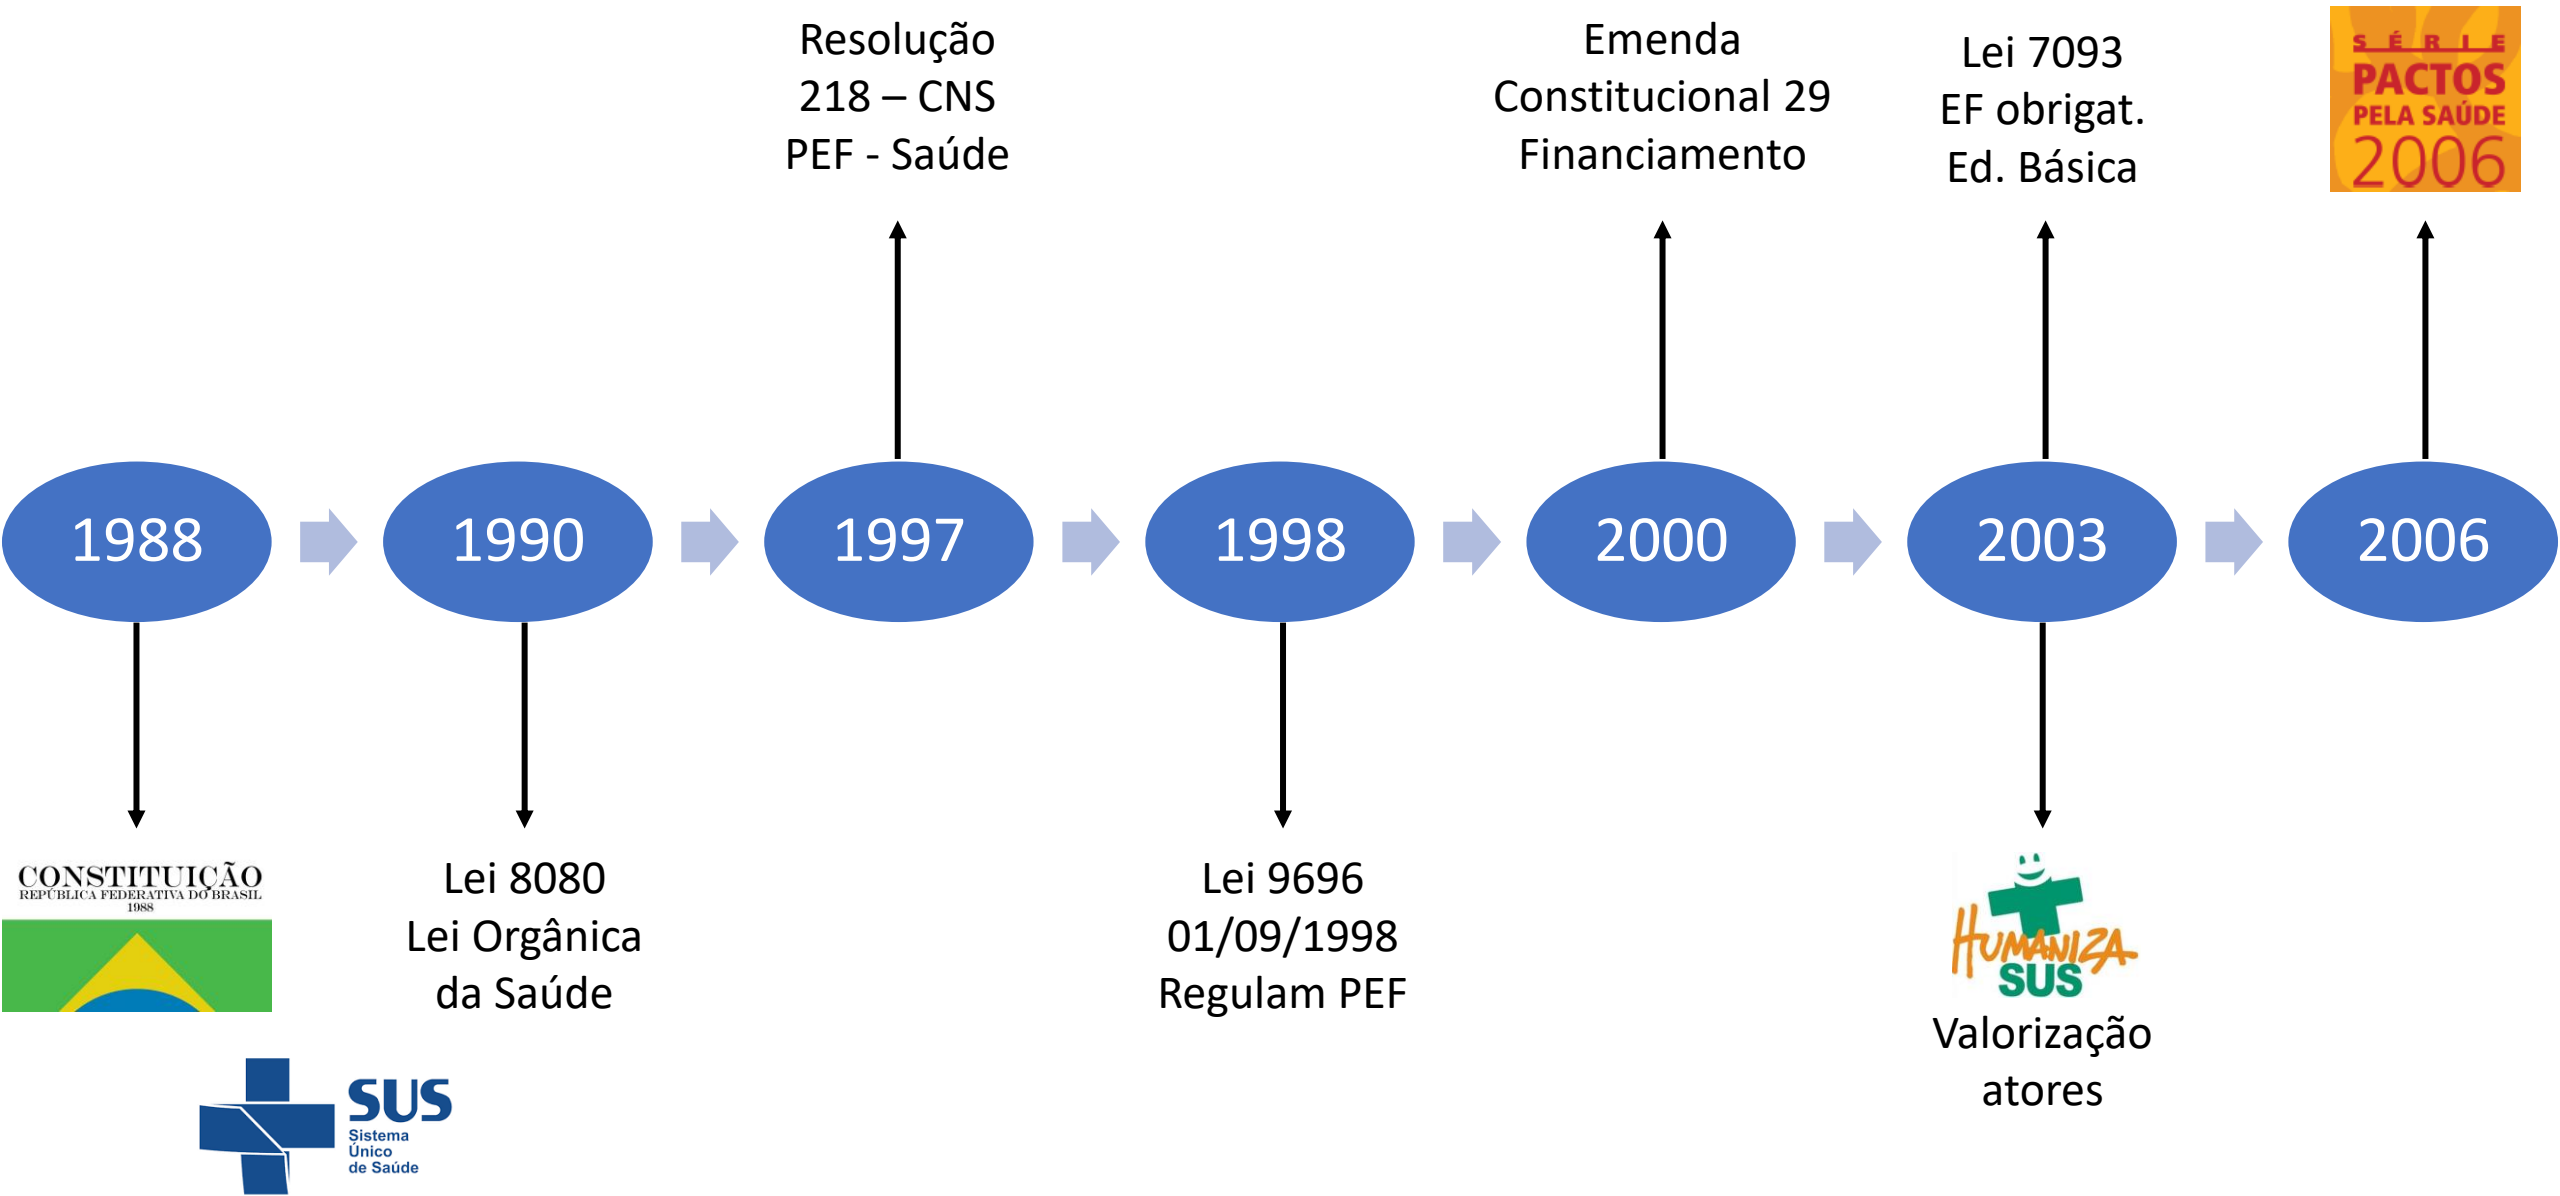 Resolução
218 – CNS
PEF - Saúde
Emenda
Constitucional 29
Financiamento
Lei 7093
EF obrigat.
Ed. Básica
SÉRIE
PACTOS
PELA SAÚDE
2006
1988
1990
1997
1998
2000
2003
2006
CONSTITUIÇÃO
REPÚBLICA FEDERATIVA DO BRASIL
1988
Lei 8080
Lei Orgânica
da Saúde
Lei 9696
01/09/1998
Regulam PEF
HUMANIZA
SUS
Valorização
atores
SUS
Sistema
Único
de Saúde